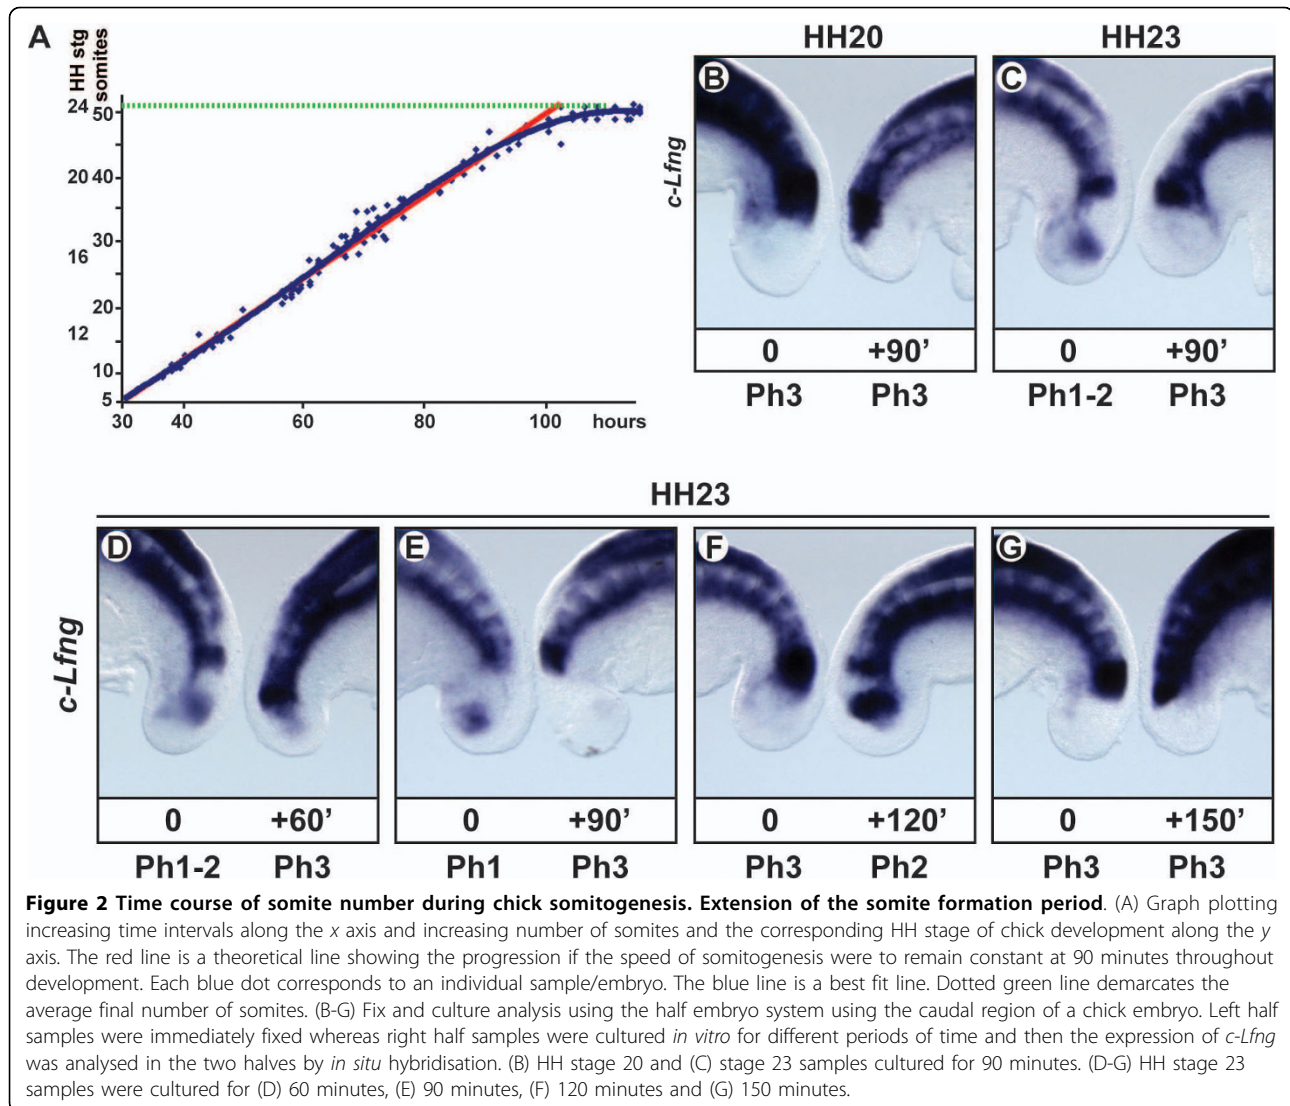 A
HH stg
somites
24 50
20 40
30
16
20
12
10
5
30 40 60 80 100 hours
HH20
HH23
B
C
c-Lfng
0 +90’
0 +90’
Ph3 Ph3
Ph1-2 Ph3
HH23
D
E
F
G
c-Lfng
0 +60’
0 +90’
0 +120’
0 +150’
Ph1-2 Ph3
Ph1 Ph3
Ph3 Ph2
Ph3 Ph3
Figure 2 Time course of somite number during chick somitogenesis. Extension of the somite formation period. (A) Graph plotting
increasing time intervals along the x axis and increasing number of somites and the corresponding HH stage of chick development along the y
axis. The red line is a theoretical line showing the progression if the speed of somitogenesis were to remain constant at 90 minutes throughout
development. Each blue dot corresponds to an individual sample/embryo. The blue line is a best fit line. Dotted green line demarcates the
average final number of somites. (B-G) Fix and culture analysis using the half embryo system using the caudal region of a chick embryo. Left half
samples were immediately fixed whereas right half samples were cultured in vitro for different periods of time and then the expression of c-Lfng
was analysed in the two halves by in situ hybridisation. (B) HH stage 20 and (C) stage 23 samples cultured for 90 minutes. (D-G) HH stage 23
samples were cultured for (D) 60 minutes, (E) 90 minutes, (F) 120 minutes and (G) 150 minutes.